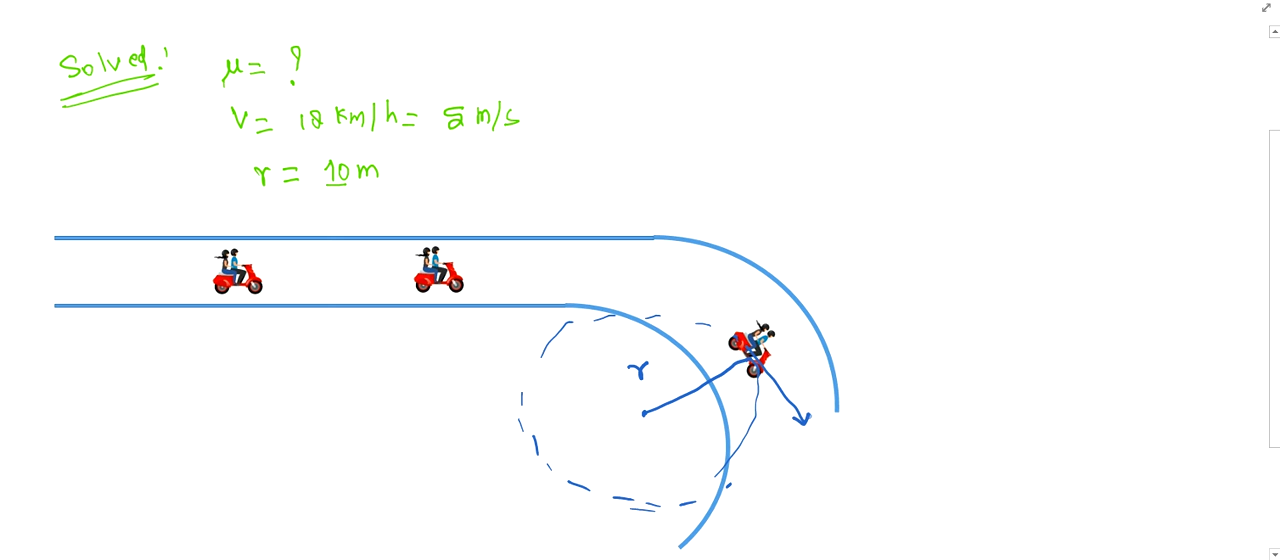 Solved:
μ = ?
V = 18 km/h = 5 m/s
r = 10 m
r